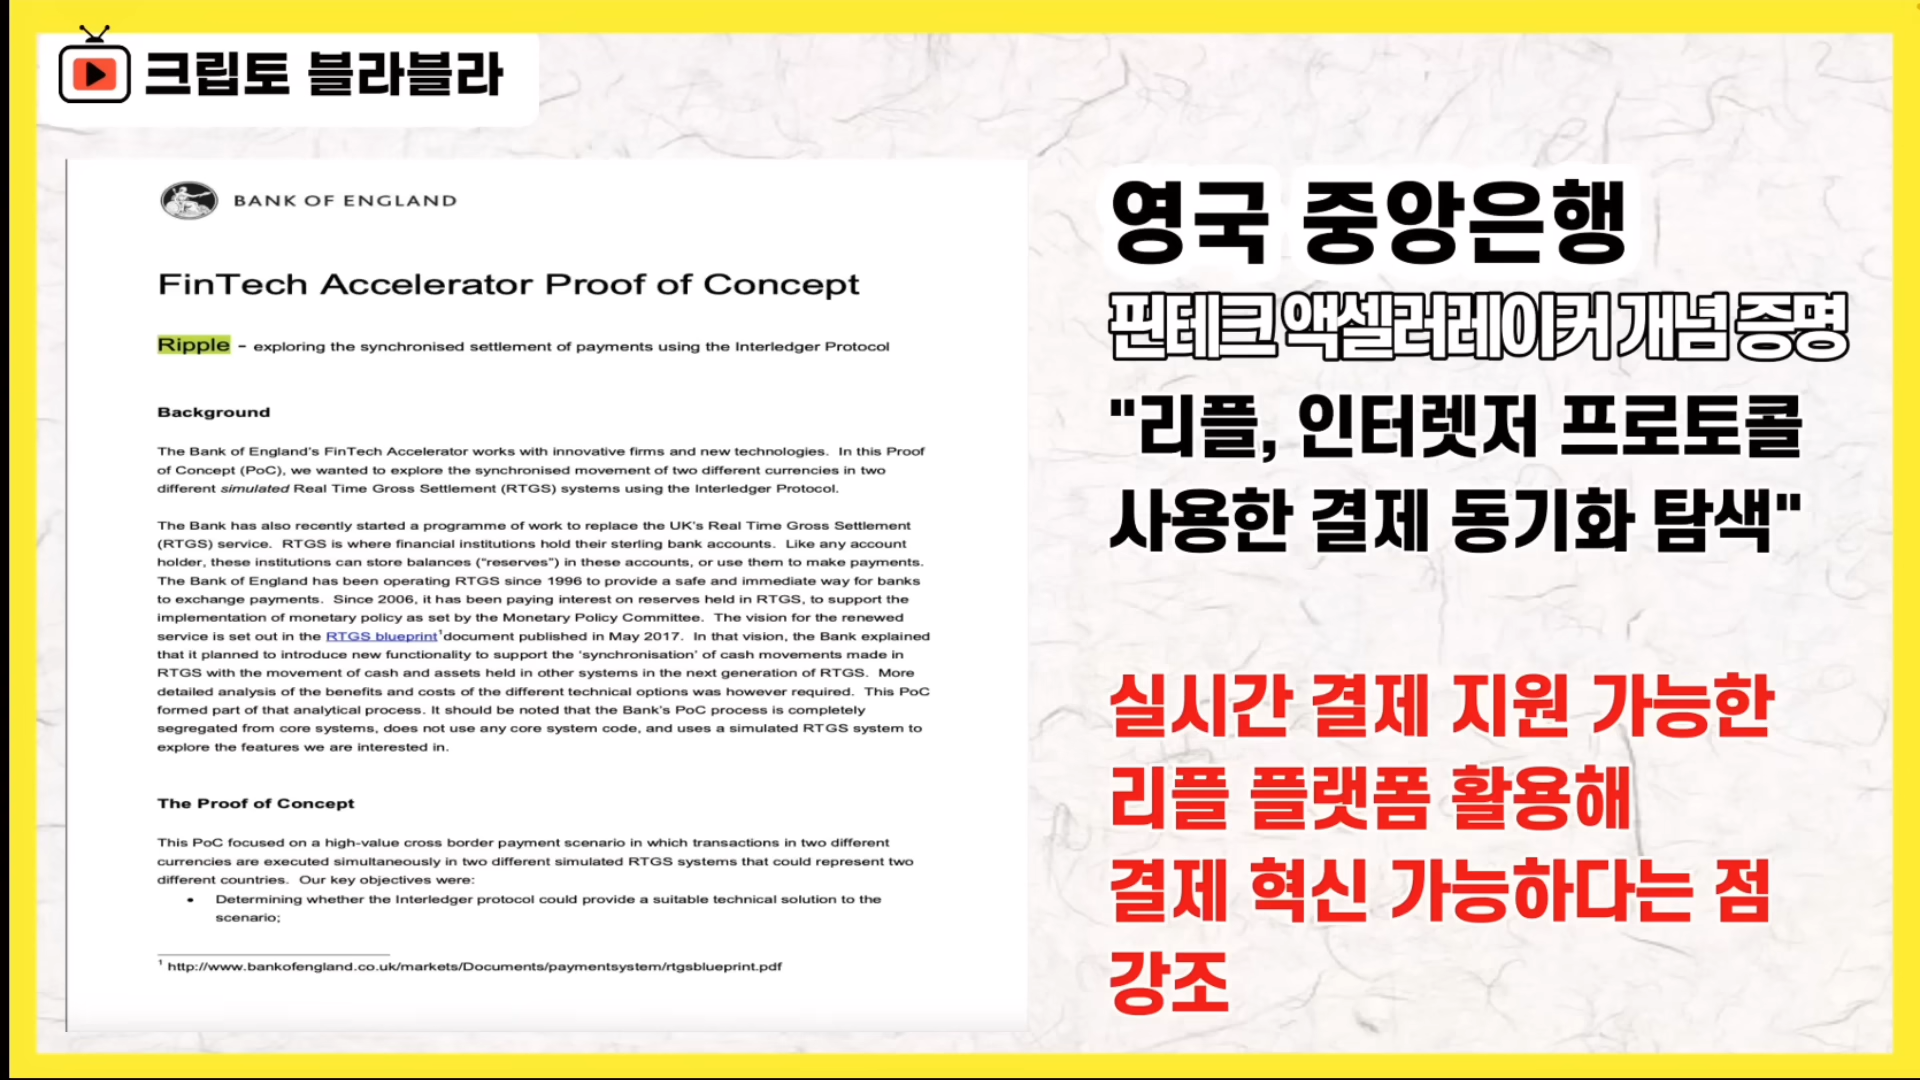 크립토 블라블라
BANK OF ENGLAND
FinTech Accelerator Proof of Concept
Ripple – exploring the synchronised settlement of payments using the Interledger Protocol
Background
The Bank of England's FinTech Accelerator works with innovative firms and new technologies. In this Proof
of Concept (PoC), we wanted to explore the synchronised movement of two different currencies in two
different simulated Real Time Gross Settlement (RTGS) systems using the Interledger Protocol.
The Bank has also recently started a programme of work to replace the UK's Real Time Gross Settlement
(RTGS) service. RTGS is where financial institutions hold their sterling bank accounts. Like any account
holder, these institutions can store balances ("reserves") in these accounts, or use them to make payments.
The Bank of England has been operating RTGS since 1996 to provide a safe and immediate way for banks
to exchange payments. Since 2006, it has been paying interest on reserves held in RTGS, to support the
implementation of monetary policy as set by the Monetary Policy Committee. The vision for the renewed
service is set out in the RTGS blueprint¹document published in May 2017. In that vision, the Bank explained
that it planned to introduce new functionality to support the 'synchronisation' of cash movements made in
RTGS with the movement of cash and assets held in other systems in the next generation of RTGS. More
detailed analysis of the benefits and costs of the different technical options was however required. This PoC
formed part of that analytical process. It should be noted that the Bank's PoC process is completely
segregated from core systems, does not use any core system code, and uses a simulated RTGS system to
explore the features we are interested in.
The Proof of Concept
This PoC focused on a high-value cross border payment scenario in which transactions in two different
currencies are executed simultaneously in two different simulated RTGS systems that could represent two
different countries. Our key objectives were:
• Determining whether the Interledger protocol could provide a suitable technical solution to the
scenario;
¹ http://www.bankofengland.co.uk/markets/Documents/paymentsystem/rtgsblueprint.pdf
영국 중앙은행
핀테크 액셀러레이커 개념 증명
"리플, 인터렛저 프로토콜
사용한 결제 동기화 탐색"
실시간 결제 지원 가능한
리플 플랫폼 활용해
결제 혁신 가능하다는 점
강조